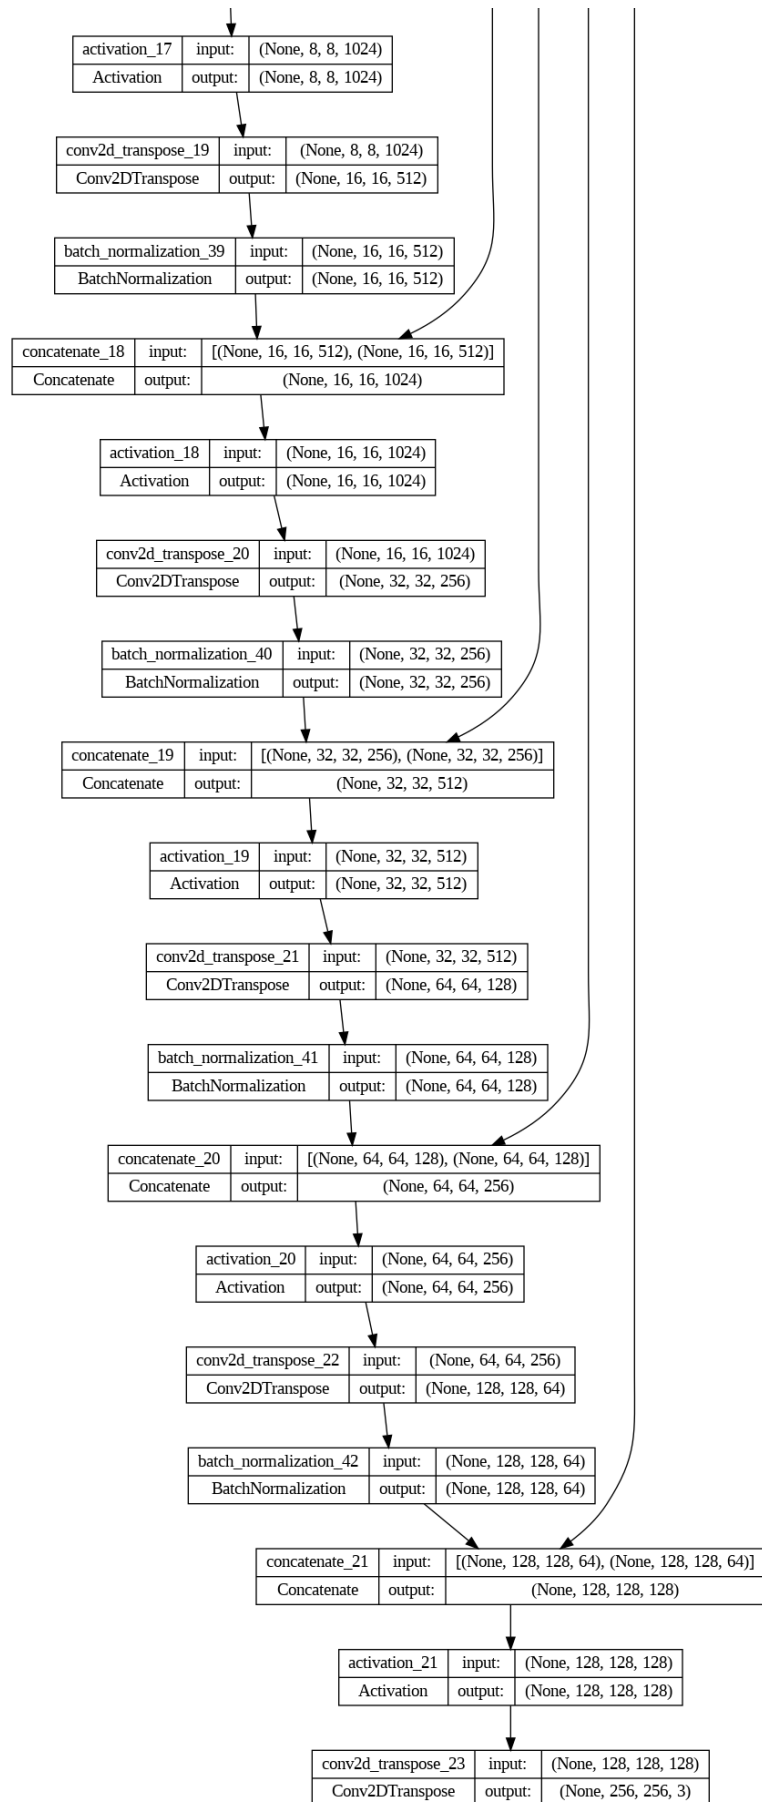 activation_17 input: (None, 8, 8, 1024)
Activation output: (None, 8, 8, 1024)
conv2d_transpose_19 input: (None, 8, 8, 1024)
Conv2DTranspose output: (None, 16, 16, 512)
batch_normalization_39 input: (None, 16, 16, 512)
BatchNormalization output: (None, 16, 16, 512)
concatenate_18 input: [(None, 16, 16, 512), (None, 16, 16, 512)]
Concatenate output: (None, 16, 16, 1024)
activation_18 input: (None, 16, 16, 1024)
Activation output: (None, 16, 16, 1024)
conv2d_transpose_20 input: (None, 16, 16, 1024)
Conv2DTranspose output: (None, 32, 32, 256)
batch_normalization_40 input: (None, 32, 32, 256)
BatchNormalization output: (None, 32, 32, 256)
concatenate_19 input: [(None, 32, 32, 256), (None, 32, 32, 256)]
Concatenate output: (None, 32, 32, 512)
activation_19 input: (None, 32, 32, 512)
Activation output: (None, 32, 32, 512)
conv2d_transpose_21 input: (None, 32, 32, 512)
Conv2DTranspose output: (None, 64, 64, 128)
batch_normalization_41 input: (None, 64, 64, 128)
BatchNormalization output: (None, 64, 64, 128)
concatenate_20 input: [(None, 64, 64, 128), (None, 64, 64, 128)]
Concatenate output: (None, 64, 64, 256)
activation_20 input: (None, 64, 64, 256)
Activation output: (None, 64, 64, 256)
conv2d_transpose_22 input: (None, 64, 64, 256)
Conv2DTranspose output: (None, 128, 128, 64)
batch_normalization_42 input: (None, 128, 128, 64)
BatchNormalization output: (None, 128, 128, 64)
concatenate_21 input: [(None, 128, 128, 64), (None, 128, 128, 64)]
Concatenate output: (None, 128, 128, 128)
activation_21 input: (None, 128, 128, 128)
Activation output: (None, 128, 128, 128)
conv2d_transpose_23 input: (None, 128, 128, 128)
Conv2DTranspose output: (None, 256, 256, 3)